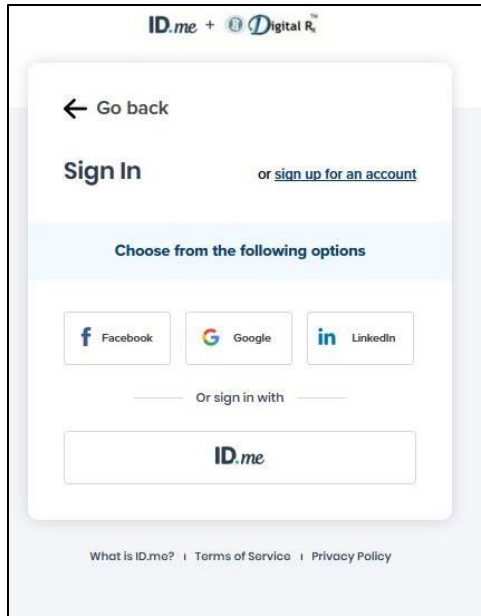 ID.me + Digital Rx™
← Go back
Sign In or sign up for an account
Choose from the following options
Facebook Google LinkedIn
Or sign in with
ID.me
What is ID.me? | Terms of Service | Privacy Policy